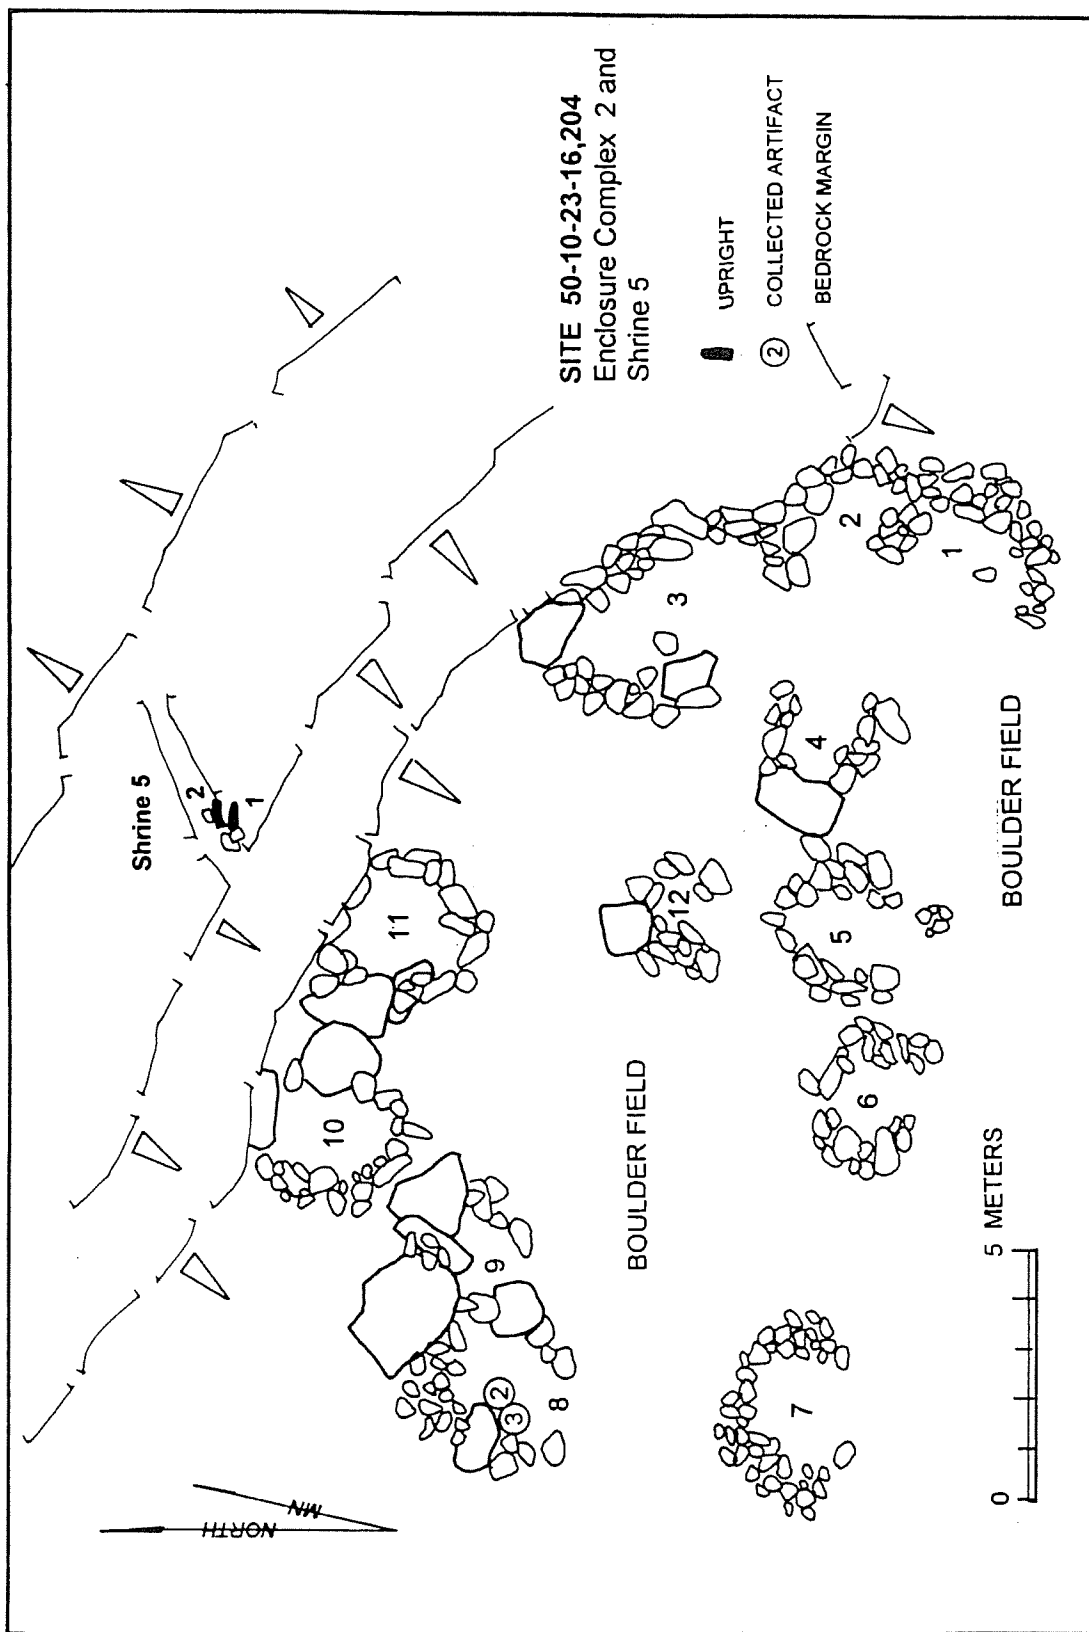 SITE 50-10-23-16,204
Enclosure Complex 2 and
Shrine 5
UPRIGHT
2 COLLECTED ARTIFACT
BEDROCK MARGIN
Shrine 5
2
1
11
10
9
8
2
3
12
3
2
1
4
5
6
7
BOULDER FIELD
BOULDER FIELD
NORTH
MN
0 5 METERS